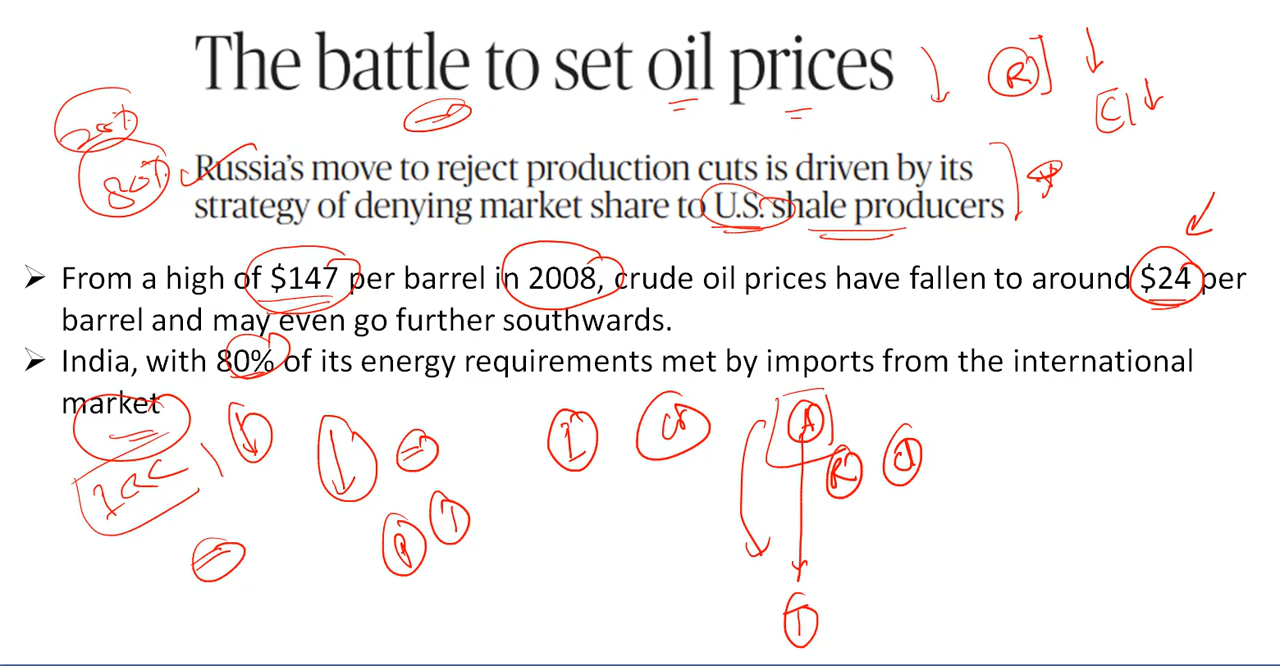 The battle to set oil prices
R
20%
80%
Russia's move to reject production cuts is driven by its
strategy of denying market share to U.S. shale producers
➢ From a high of $147 per barrel in 2008, crude oil prices have fallen to around $24 per
barrel and may even go further southwards.
➢ India, with 80% of its energy requirements met by imports from the international
market
A
R
T